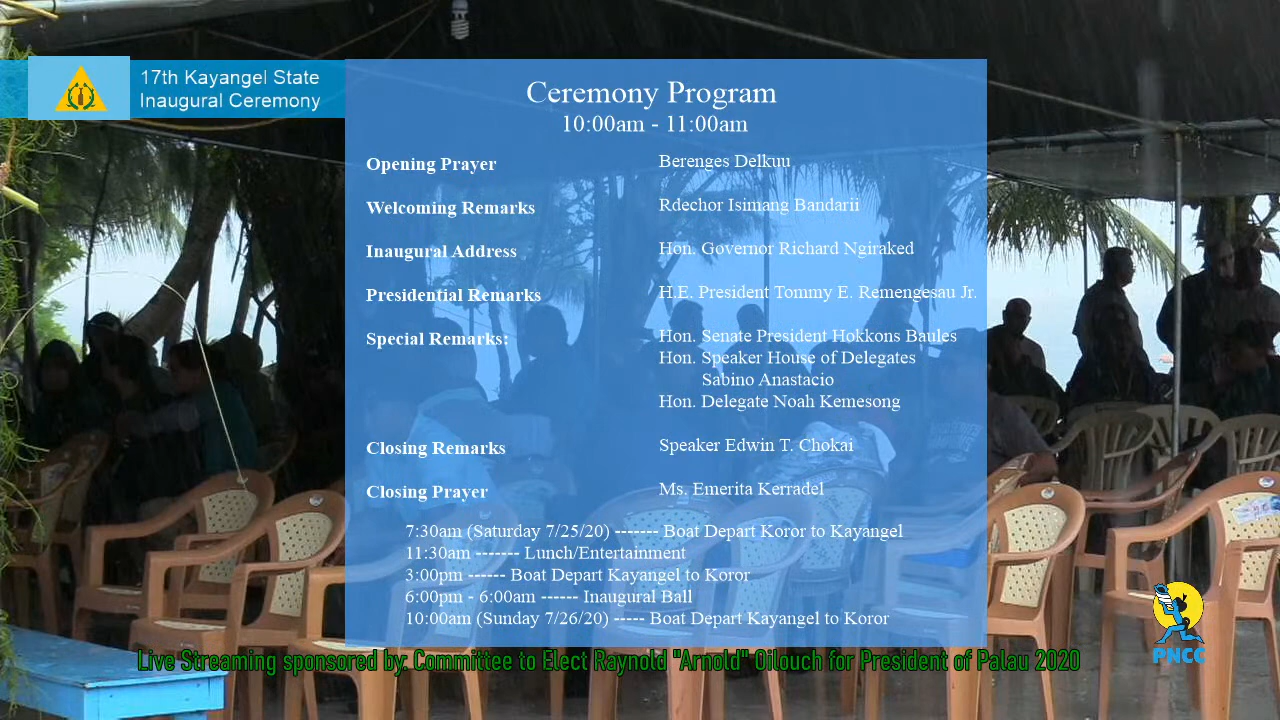 17th Kayangel State
Inaugural Ceremony
Ceremony Program
10:00am - 11:00am
Opening Prayer Berenges Delkuu
Welcoming Remarks Rdechor Isimang Bandarii
Inaugural Address Hon. Governor Richard Ngiraked
Presidential Remarks H.E. President Tommy E. Remengesau Jr.
Special Remarks: Hon. Senate President Hokkons Baules
Hon. Speaker House of Delegates
Sabino Anastacio
Hon. Delegate Noah Kemesong
Closing Remarks Speaker Edwin T. Chokai
Closing Prayer Ms. Emerita Kerradel
7:30am (Saturday 7/25/20) ------- Boat Depart Koror to Kayangel
11:30am ------- Lunch/Entertainment
3:00pm ------ Boat Depart Kayangel to Koror
6:00pm - 6:00am ------ Inaugural Ball
10:00am (Sunday 7/26/20) ----- Boat Depart Kayangel to Koror
PNCC
Live Streaming sponsored by: Committee to Elect Raynold "Arnold" Oilouch for President of Palau 2020